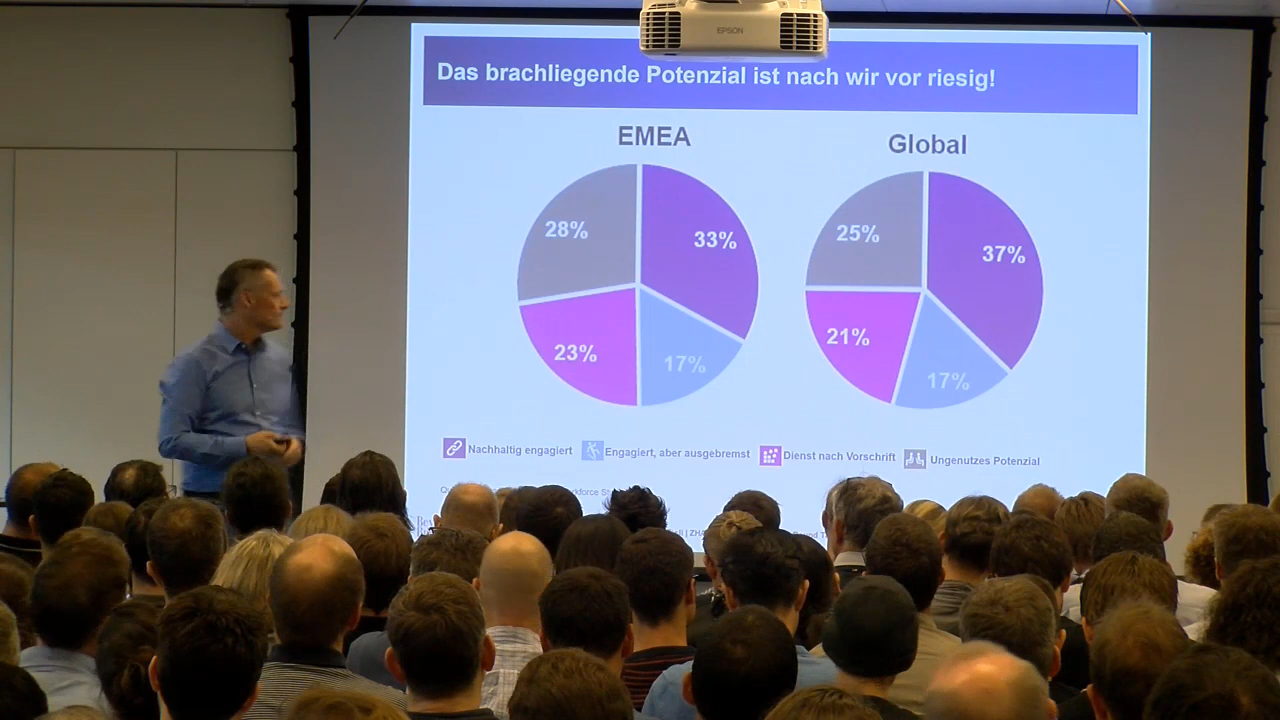 EPSON
Das brachliegende Potenzial ist nach wir vor riesig!
EMEA
Global
28%
33%
23%
17%
25%
37%
21%
17%
Nachhaltig engagiert
Engagiert, aber ausgebremst
Dienst nach Vorschrift
Ungenutzes Potenzial